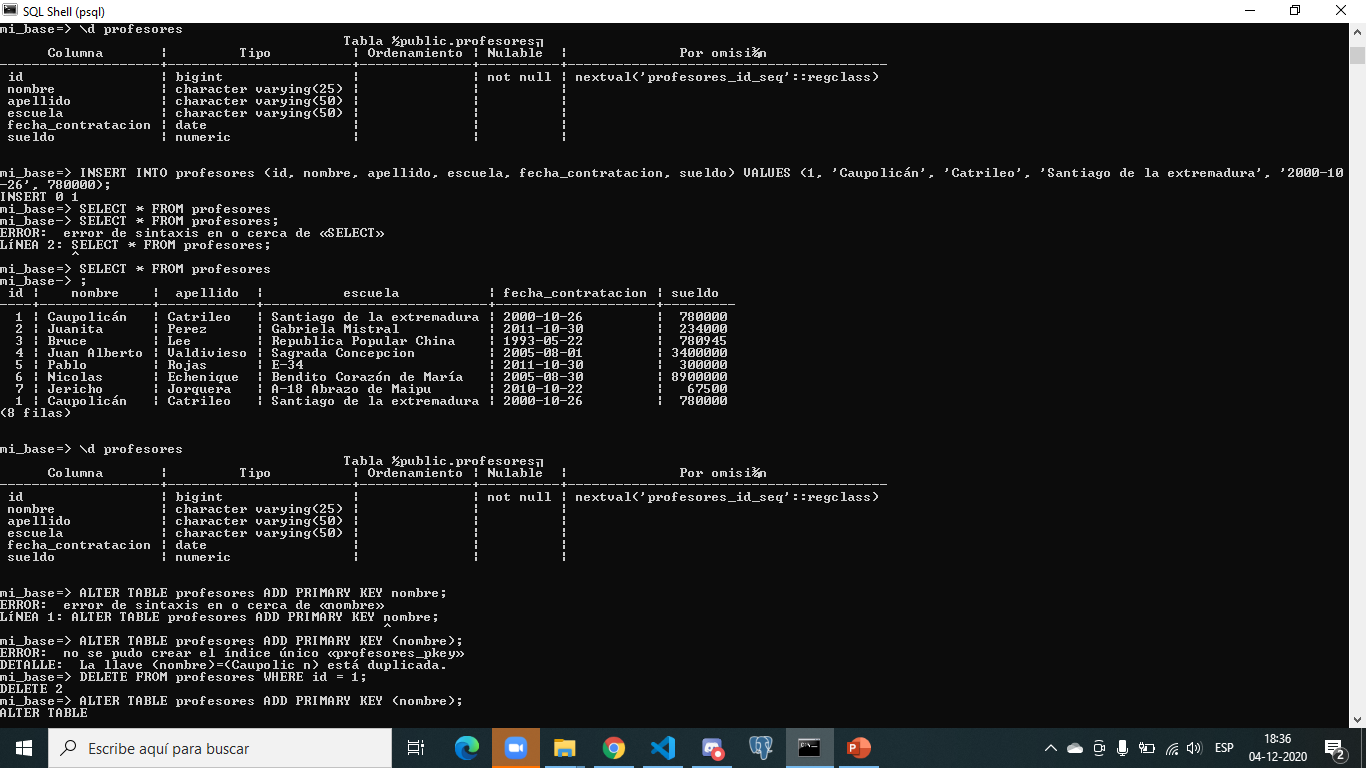 SQL Shell (psql)
mi_base=> \d profesores
Tabla ½public.profesores╗
Columna ¦ Tipo ¦ Ordenamiento ¦ Nulable ¦ Por omisi¾n
---------------------+-----------------------+--------------+----------+----------------------------------------
id ¦ bigint ¦ ¦ not null ¦ nextval('profesores_id_seq'::regclass)
nombre ¦ character varying(25) ¦ ¦ ¦
apellido ¦ character varying(50) ¦ ¦ ¦
escuela ¦ character varying(50) ¦ ¦ ¦
fecha_contratacion ¦ date ¦ ¦ ¦
sueldo ¦ numeric ¦ ¦ ¦
mi_base=> INSERT INTO profesores (id, nombre, apellido, escuela, fecha_contratacion, sueldo) VALUES (1, 'Caupolicán', 'Catrileo', 'Santiago de la extremadura', '2000-10
-26', 780000);
INSERT 0 1
mi_base=> SELECT * FROM profesores
mi_base-> SELECT * FROM profesores;
ERROR:  error de sintaxis en o cerca de «SELECT»
LÍNEA 2: SELECT * FROM profesores;
^
mi_base=> SELECT * FROM profesores
mi_base-> ;
id ¦ nombre ¦ apellido ¦ escuela ¦ fecha_contratacion ¦ sueldo
----+--------------+------------+----------------------------+--------------------+---------
1 ¦ Caupolicán ¦ Catrileo ¦ Santiago de la extremadura ¦ 2000-10-26 ¦ 780000
2 ¦ Juanita ¦ Perez ¦ Gabriela Mistral ¦ 2011-10-30 ¦ 234000
3 ¦ Bruce ¦ Lee ¦ Republica Popular China ¦ 1993-05-22 ¦ 780945
4 ¦ Juan Alberto ¦ Valdivieso ¦ Sagrada Concepcion ¦ 2005-08-01 ¦ 3400000
5 ¦ Pablo ¦ Rojas ¦ E-34 ¦ 2011-10-30 ¦ 300000
6 ¦ Nicolas ¦ Echenique ¦ Bendito Corazón de María ¦ 2005-08-30 ¦ 8900000
7 ¦ Jericho ¦ Jorquera ¦ A-18 Abrazo de Maipu ¦ 2010-10-22 ¦ 67500
1 ¦ Caupolicán ¦ Catrileo ¦ Santiago de la extremadura ¦ 2000-10-26 ¦ 780000
(8 filas)
mi_base=> \d profesores
Tabla ½public.profesores╗
Columna ¦ Tipo ¦ Ordenamiento ¦ Nulable ¦ Por omisi¾n
---------------------+-----------------------+--------------+----------+----------------------------------------
id ¦ bigint ¦ ¦ not null ¦ nextval('profesores_id_seq'::regclass)
nombre ¦ character varying(25) ¦ ¦ ¦
apellido ¦ character varying(50) ¦ ¦ ¦
escuela ¦ character varying(50) ¦ ¦ ¦
fecha_contratacion ¦ date ¦ ¦ ¦
sueldo ¦ numeric ¦ ¦ ¦
mi_base=> ALTER TABLE profesores ADD PRIMARY KEY nombre;
ERROR:  error de sintaxis en o cerca de «nombre»
LÍNEA 1: ALTER TABLE profesores ADD PRIMARY KEY nombre;
^
mi_base=> ALTER TABLE profesores ADD PRIMARY KEY (nombre);
ERROR:  no se pudo crear el índice único «profesores_pkey»
DETALLE:  La llave (nombre)=(Caupolic n) está duplicada.
mi_base=> DELETE FROM profesores WHERE id = 1;
DELETE 2
mi_base=> ALTER TABLE profesores ADD PRIMARY KEY (nombre);
ALTER TABLE
Escribe aquí para buscar
ESP
18:36
04-12-2020
2